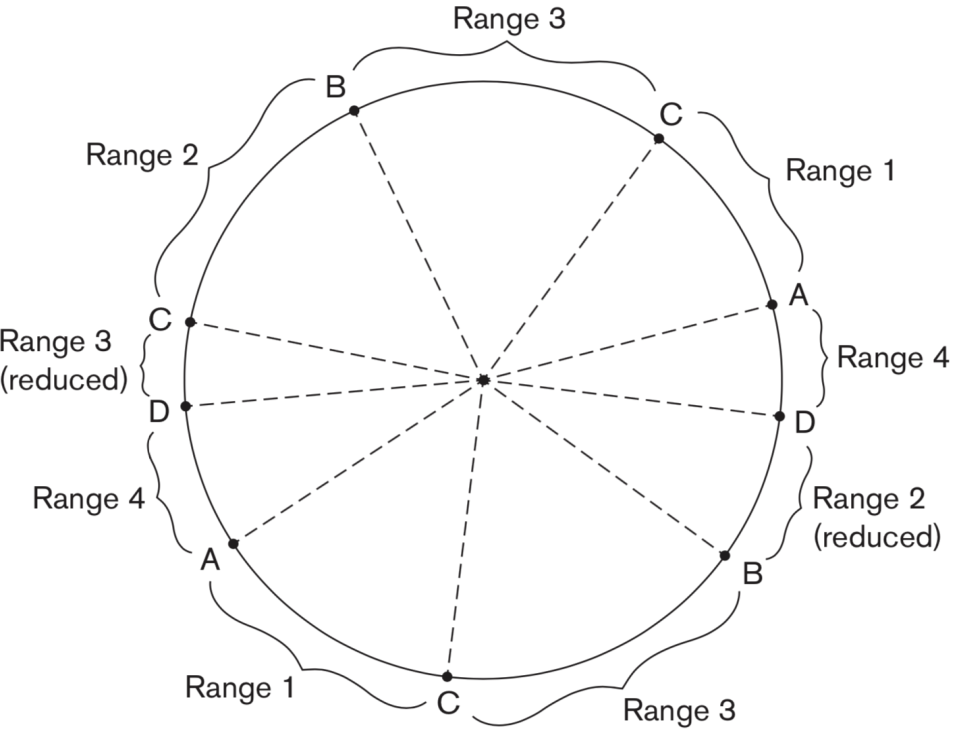 Range 3
B
C
Range 2
Range 1
A
C
Range 3
(reduced)
Range 4
D
D
Range 4
Range 2
(reduced)
A
B
Range 1
C
Range 3